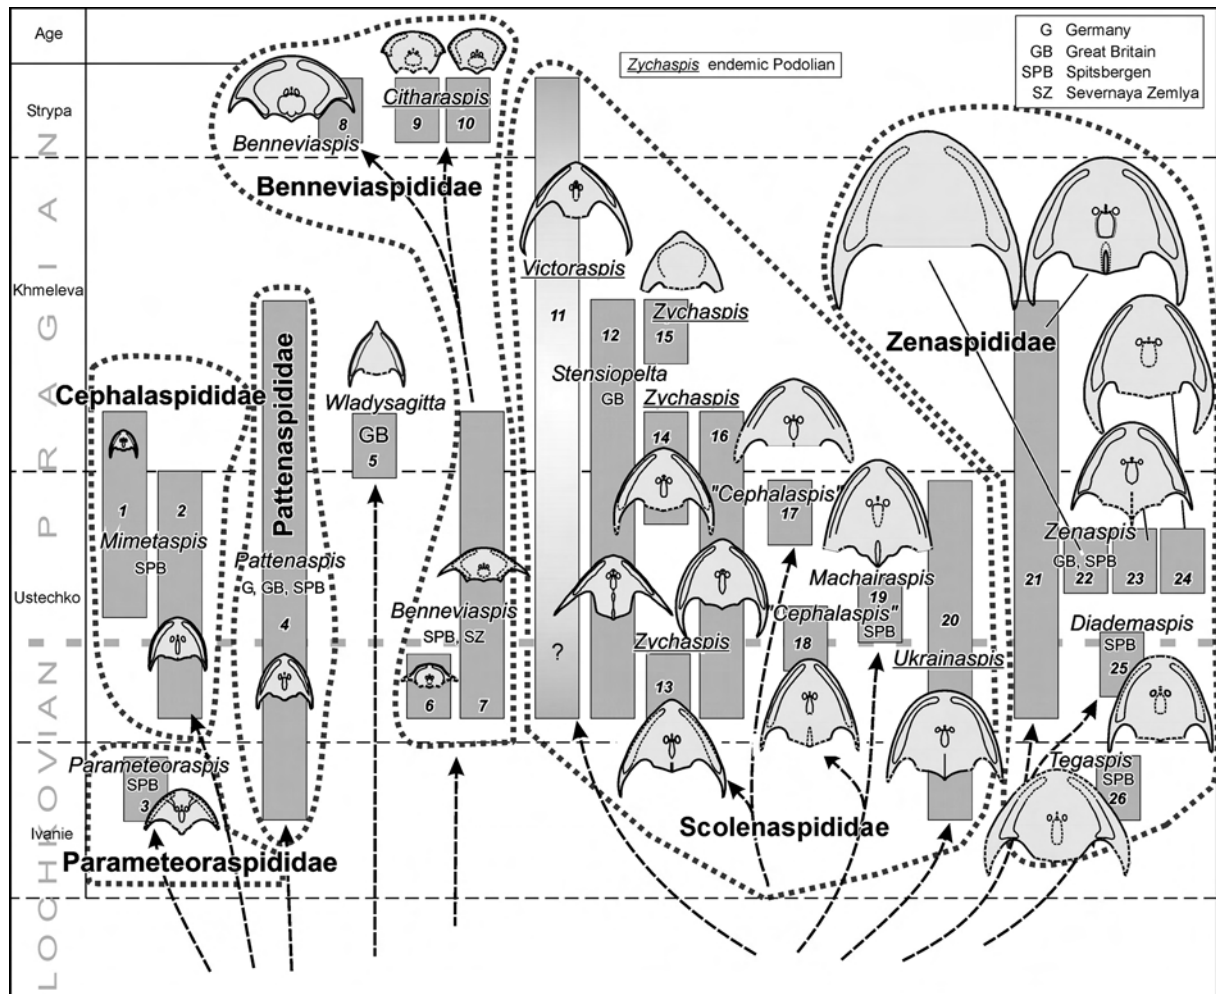 Age
G Germany
GB Great Britain
SPB Spitsbergen
SZ Severnaya Zemlya
Zychaspis endemic Podolian
Strypa
Citharaspis
8
9
10
Benneviaspis
Benneviaspididae
PRAGIAN
Victoraspis
Khmeleva
11
12
Zychaspis
15
Zenaspididae
Stensiopelta
GB
Cephalaspididae
Pattenaspididae
Wladysagitta
GB
5
Zychaspis
14
16
1
2
Mimetaspis
SPB
"Cephalaspis"
17
Zenaspis
GB, SPB
22
23
24
21
Pattenaspis
G, GB, SPB
4
Machairaspis
19
SPB
Ustechko
Benneviaspis
SPB, SZ
"Cephalaspis"
18
20
Diademaspis
SPB
25
?
Zychaspis
13
Ukrainaspis
6
7
LOCHKOVIAN
Parameteoraspis
SPB
3
Tegaspis
SPB
26
Ivanie
Scolenaspididae
Parameteoraspididae